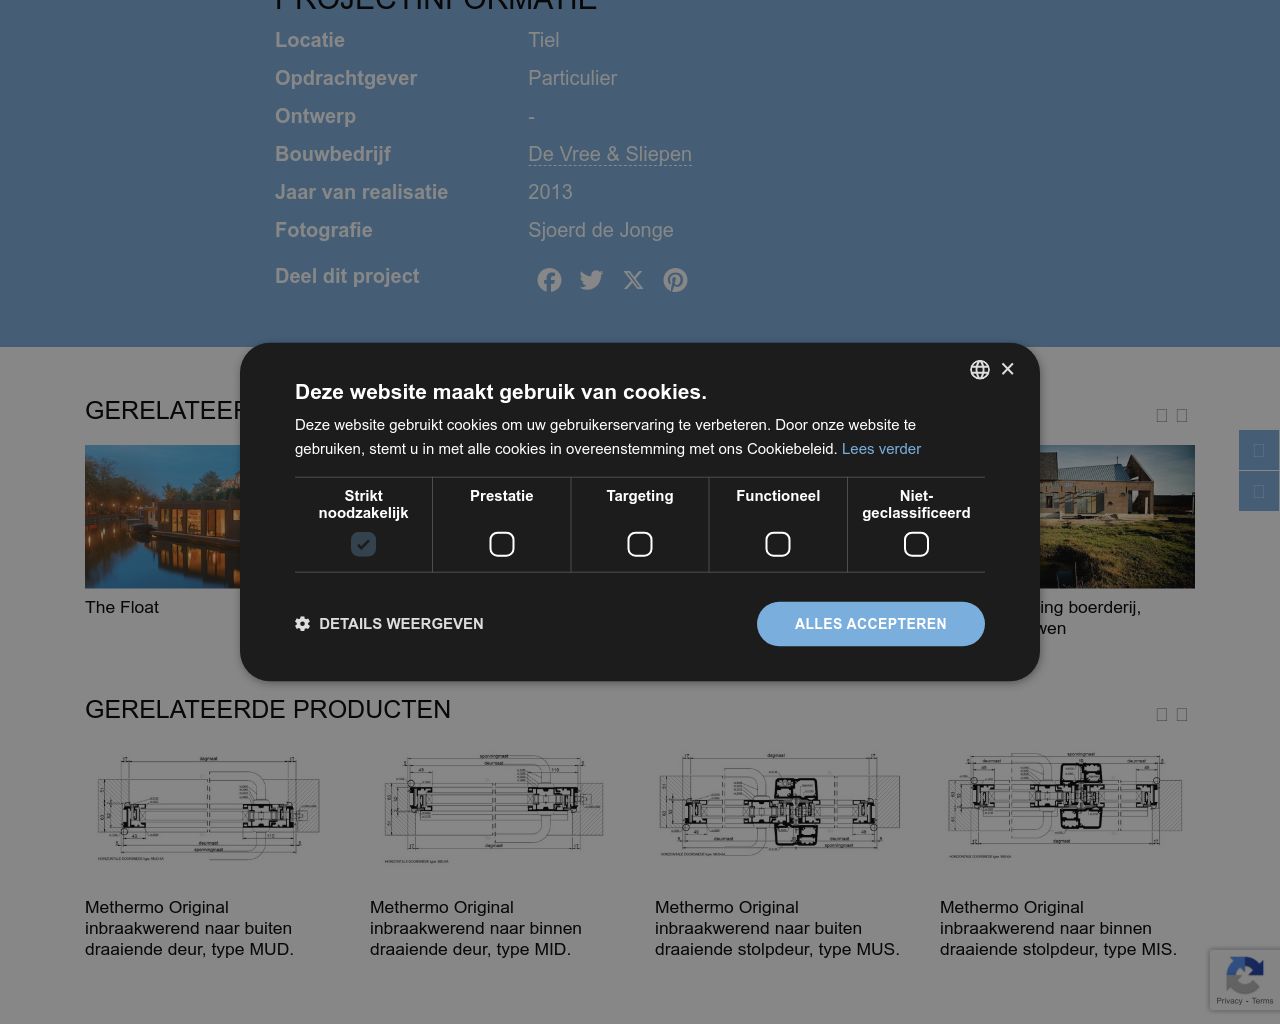 PROJECTINFORMATIE
Locatie Tiel
Opdrachtgever Particulier
Ontwerp -
Bouwbedrijf De Vree & Sliepen
Jaar van realisatie 2013
Fotografie Sjoerd de Jonge
Deel dit project
Deze website maakt gebruik van cookies.
Deze website gebruikt cookies om uw gebruikerservaring te verbeteren. Door onze website te
gebruiken, stemt u in met alle cookies in overeenstemming met ons Cookiebeleid. Lees verder
Strikt
noodzakelijk
Prestatie
Targeting
Functioneel
Niet-
geclassificeerd
DETAILS WEERGEVEN
ALLES ACCEPTEREN
The Float
ing boerderij,
GERELATEERDE PRODUCTEN
Methermo Original
inbraakwerend naar buiten
draaiende deur, type MUD.
Methermo Original
inbraakwerend naar binnen
draaiende deur, type MID.
Methermo Original
inbraakwerend naar buiten
draaiende stolpdeur, type MUS.
Methermo Original
inbraakwerend naar binnen
draaiende stolpdeur, type MIS.
Privacy - Terms